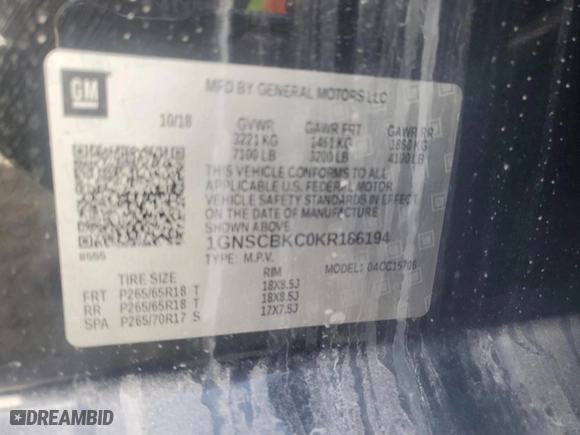 GM
MFD BY GENERAL MOTORS LLC
10/18
GVWR GAWR FRT GAWR RR
3221 KG 1451 KG 1860 KG
7100 LB 3200 LB 4100 LB
THIS VEHICLE CONFORMS TO ALL
APPLICABLE U.S. FEDERAL MOTOR
VEHICLE SAFETY STANDARDS IN EFFECT
ON THE DATE OF MANUFACTURE
SHOWN ABOVE.
1GNSCBKC0KR166194
TYPE: M.P.V. MODEL: 04CC15706
TIRE SIZE RIM
FRT P265/65R18 T 18X8.5J
RR P265/65R18 T 18X8.5J
SPA P265/70R17 S 17X7.5J
DREAMBID